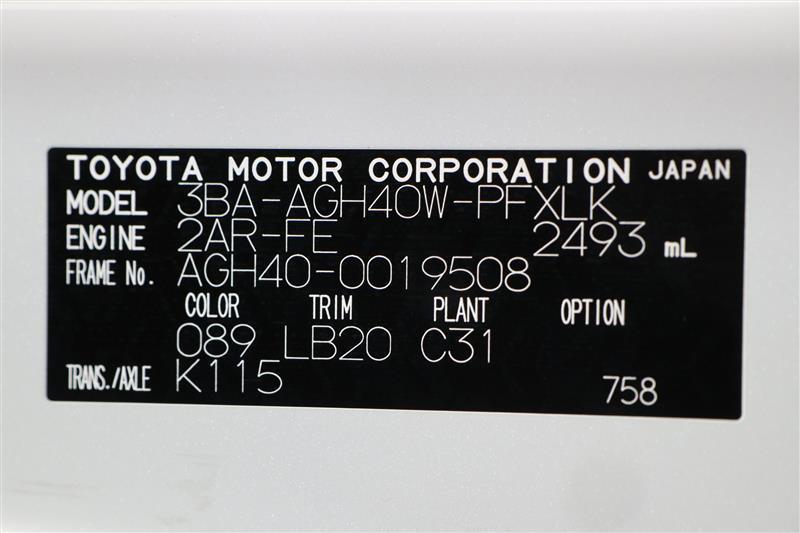 TOYOTA MOTOR CORPORATION JAPAN
MODEL 3BA-AGH40W-PFXLK
ENGINE 2AR-FE 2493 mL
FRAME No. AGH40-0019508
COLOR TRIM PLANT OPTION
089 LB20 C31
TRANS./AXLE K115 758